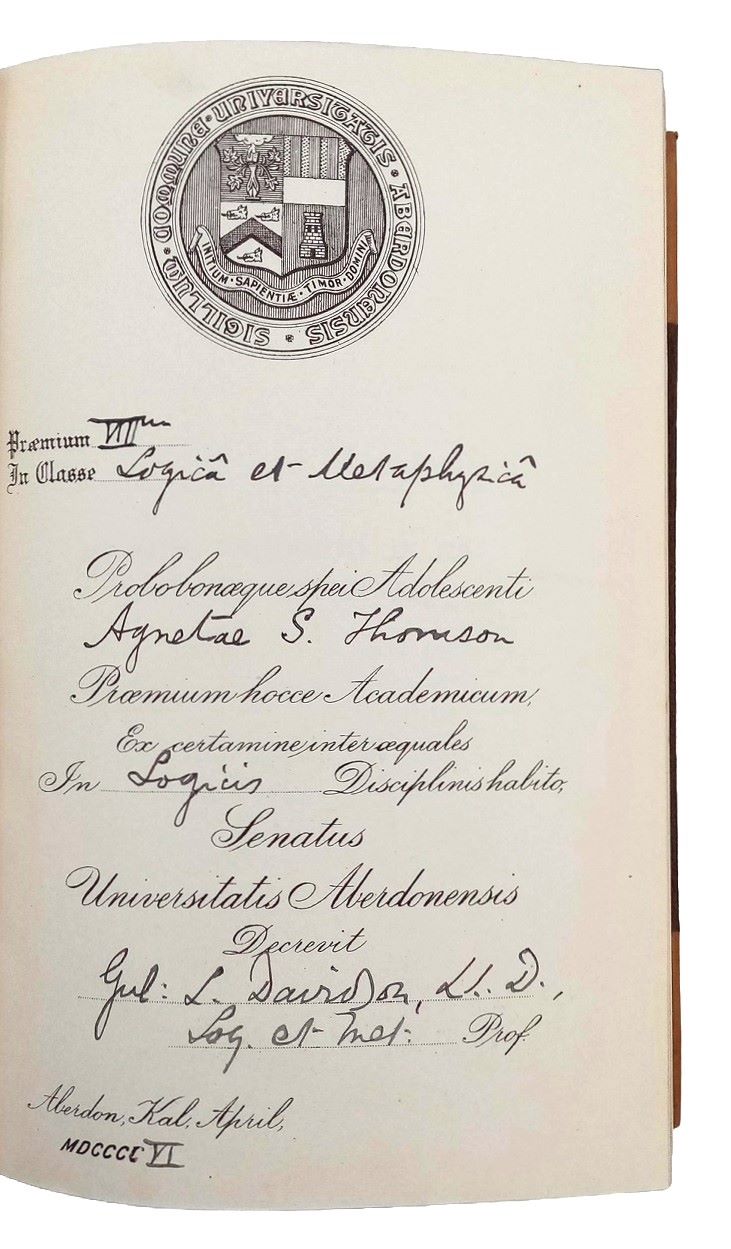 SIGILLUM · COMMUNE · UNIVERSITATIS · ABERDONENSIS ·
INITIUM · SAPIENTIÆ · TIMOR · DOMINI
Præmium VIIum
In Classe Logicâ et Metaphysicâ
Probo bonæque spei Adolescenti
Agnetae S. Thomson
Præmium hocce Academicum,
Ex certamine inter æquales
In Logicis Disciplinis habito,
Senatus
Universitatis Aberdonensis
Decrevit
Gul: L. Davidson, Ll. D.,
Log. et Met: Prof.
Aberdon, Kal, April,
MDCCCCVI